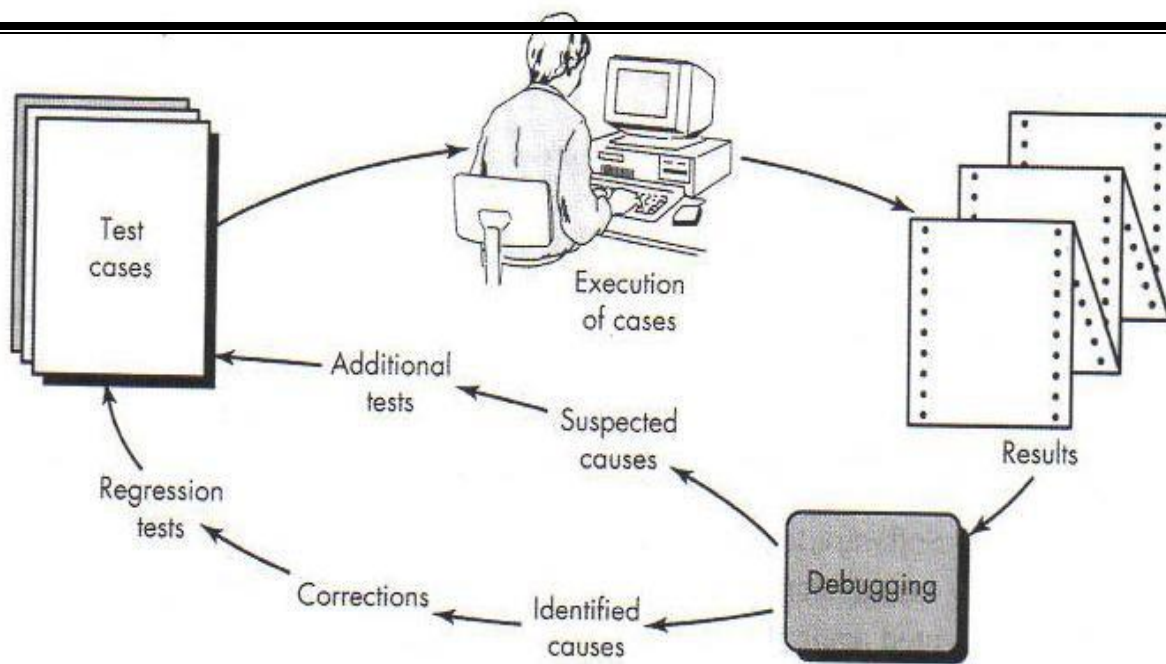 Test
cases
Execution
of cases
Results
Debugging
Suspected
causes
Additional
tests
Identified
causes
Corrections
Regression
tests